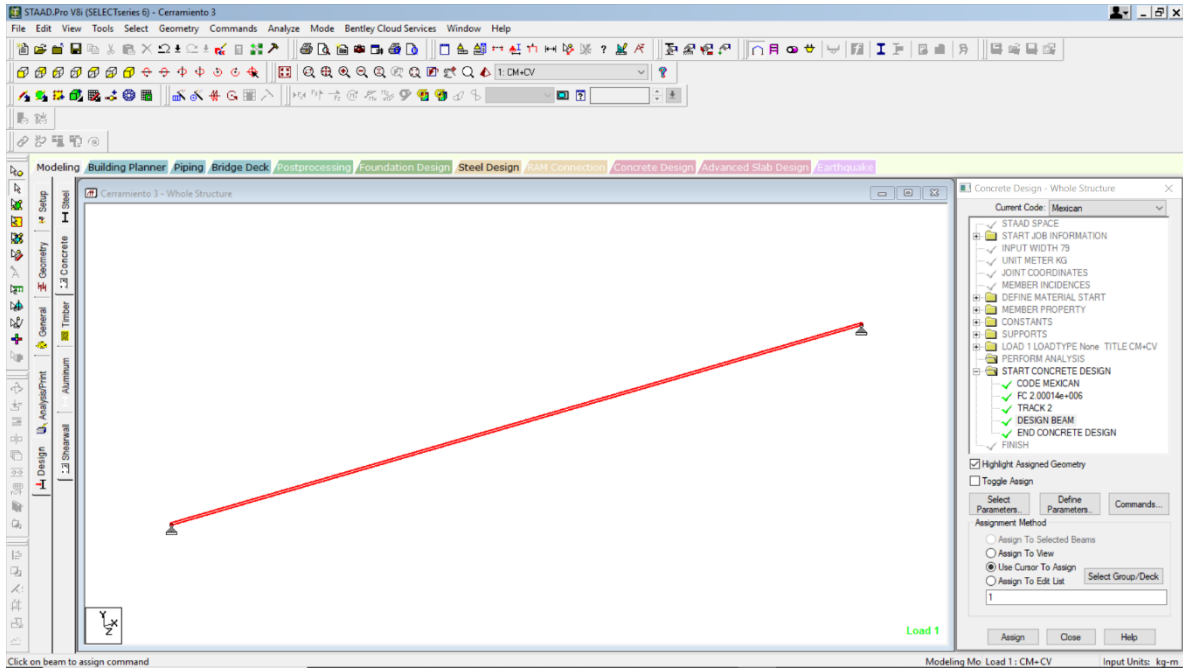 STAAD.Pro V8i (SELECTseries 6) - Cerramiento 3
File Edit View Tools Select Geometry Commands Analyze Mode Bentley Cloud Services Window Help
1: CM+CV
Modeling Building Planner Piping Bridge Deck Postprocessing Foundation Design Steel Design RAM Connection Concrete Design Advanced Slab Design Earthquake
Setup
Geometry
General
Analysis/Print
Design
Steel
Concrete
Timber
Aluminum
Shearwall
Cerramiento 3 - Whole Structure
Y
X
Z
Load 1
Concrete Design - Whole Structure
Current Code: Mexican
STAAD SPACE
START JOB INFORMATION
INPUT WIDTH 79
UNIT METER KG
JOINT COORDINATES
MEMBER INCIDENCES
DEFINE MATERIAL START
MEMBER PROPERTY
CONSTANTS
SUPPORTS
LOAD 1 LOADTYPE None TITLE CM+CV
PERFORM ANALYSIS
START CONCRETE DESIGN
CODE MEXICAN
FC 2.00014e+006
TRACK 2
DESIGN BEAM
END CONCRETE DESIGN
FINISH
Highlight Assigned Geometry
Toggle Assign
Select Parameters...
Define Parameters...
Commands...
Assignment Method
Assign To Selected Beams
Assign To View
Use Cursor To Assign
Assign To Edit List
Select Group/Deck
1
Assign Close Help
Click on beam to assign command
Modeling Mo Load 1 : CM+CV Input Units: kg-m